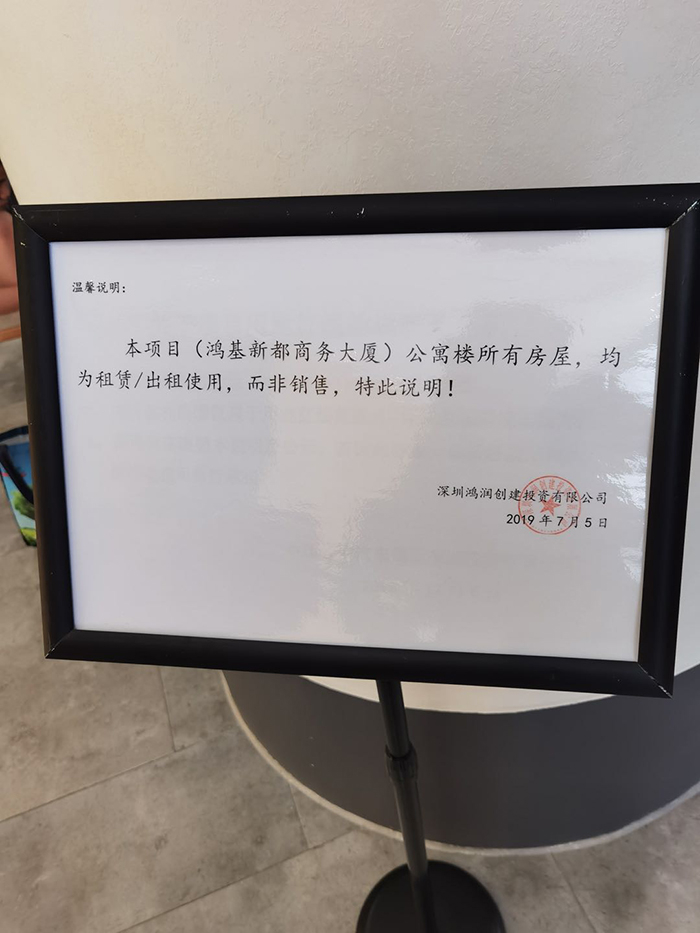 温馨说明：
本项目（鸿基新都商务大厦）公寓楼所有房屋，均
为租赁/出租使用，而非销售，特此说明！
深圳鸿润创建投资有限公司
2019 年 7 月 5 日